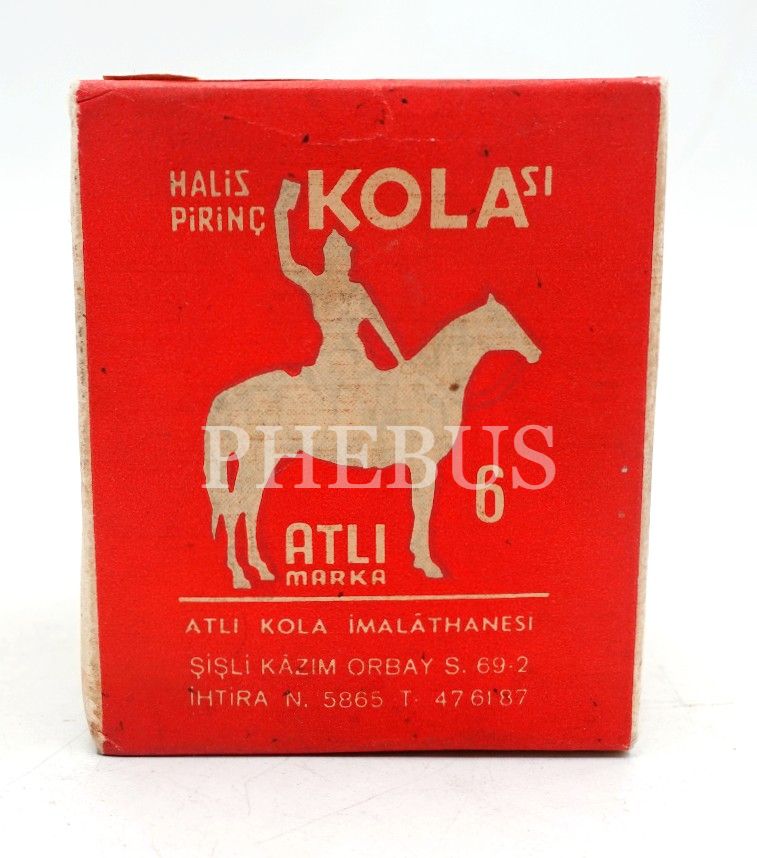 HALİS
PİRİNÇ KOLASI
PHEBUS
6
ATLI
MARKA
ATLI KOLA İMALÂTHANESİ
ŞİŞLİ KÂZIM ORBAY S. 69-2
İHTİRA N. 5865 T. 47 61 87